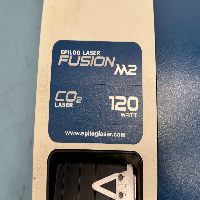 EPILOG LASER
FUSION M2
CO2 LASER
120 WATT
www.epiloglaser.com